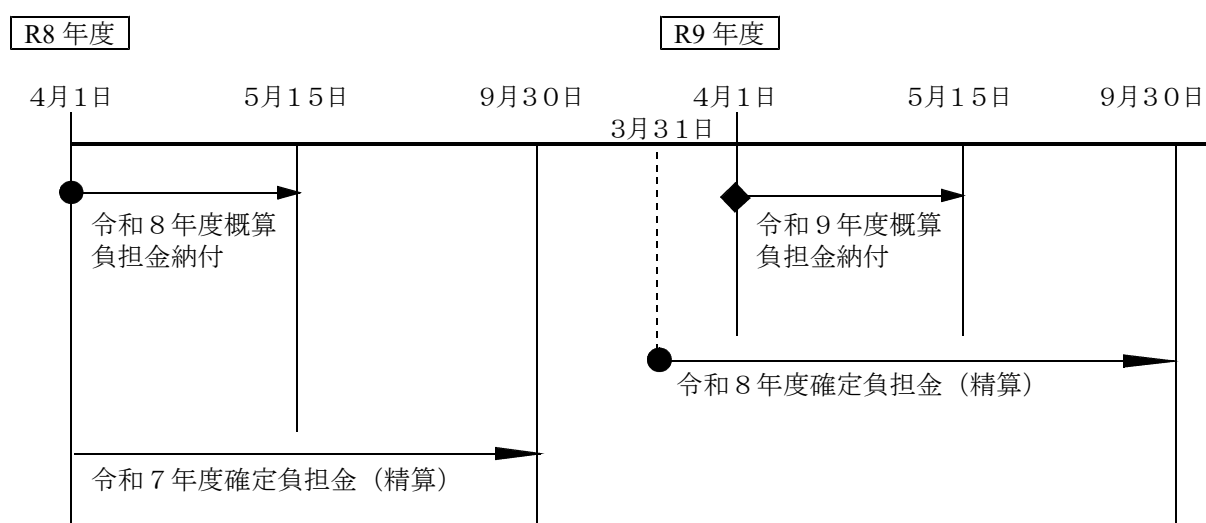 R8 年度
R9 年度
4月1日
5月15日
9月30日
4月1日
5月15日
9月30日
3月31日
令和8年度概算
負担金納付
令和9年度概算
負担金納付
令和8年度確定負担金（精算）
令和7年度確定負担金（精算）